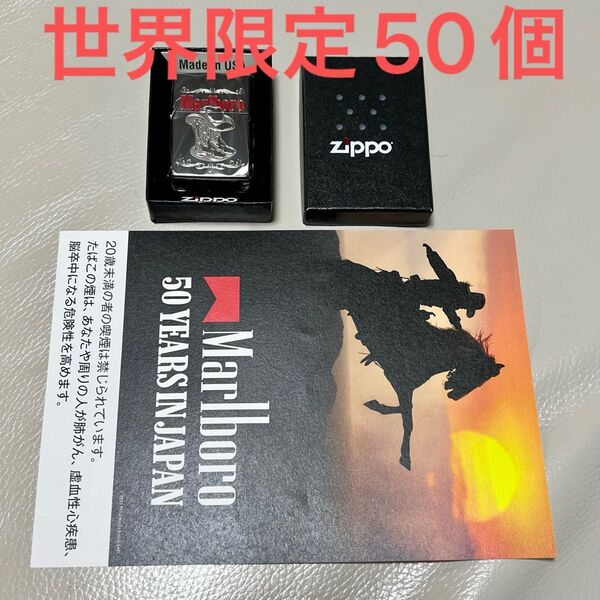 世界限定50個
Made in USA
Marlboro
ZIPPO
zippo
Marlboro
50 YEARS IN JAPAN
20歳未満の者の喫煙は禁じられています。
たばこの煙は、あなたや周りの人が肺がん、虚血性心疾患、
脳卒中になる危険性を高めます。